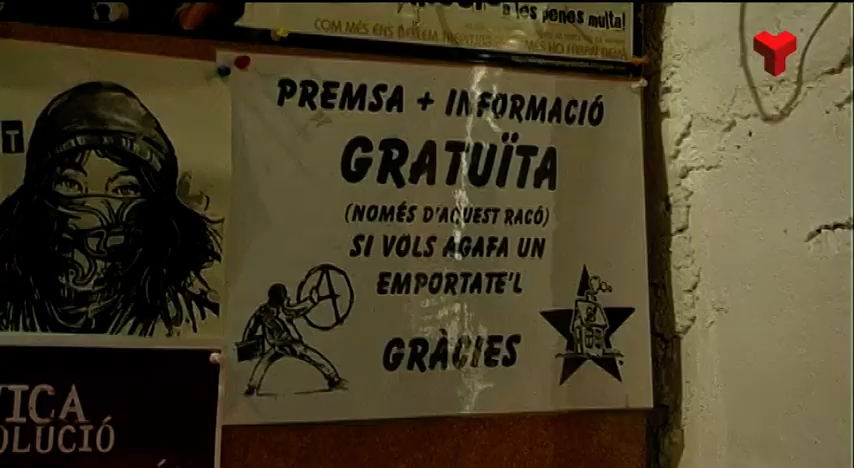 a les penes multa!
COM MÉS ENS
PREMSA + INFORMACIÓ
GRATUÏTA
(NOMÉS D'AQUEST RACÓ)
SI VOLS AGAFA UN
EMPORTATE'L
GRÀCIES
T
TICA
OLUCIÓ